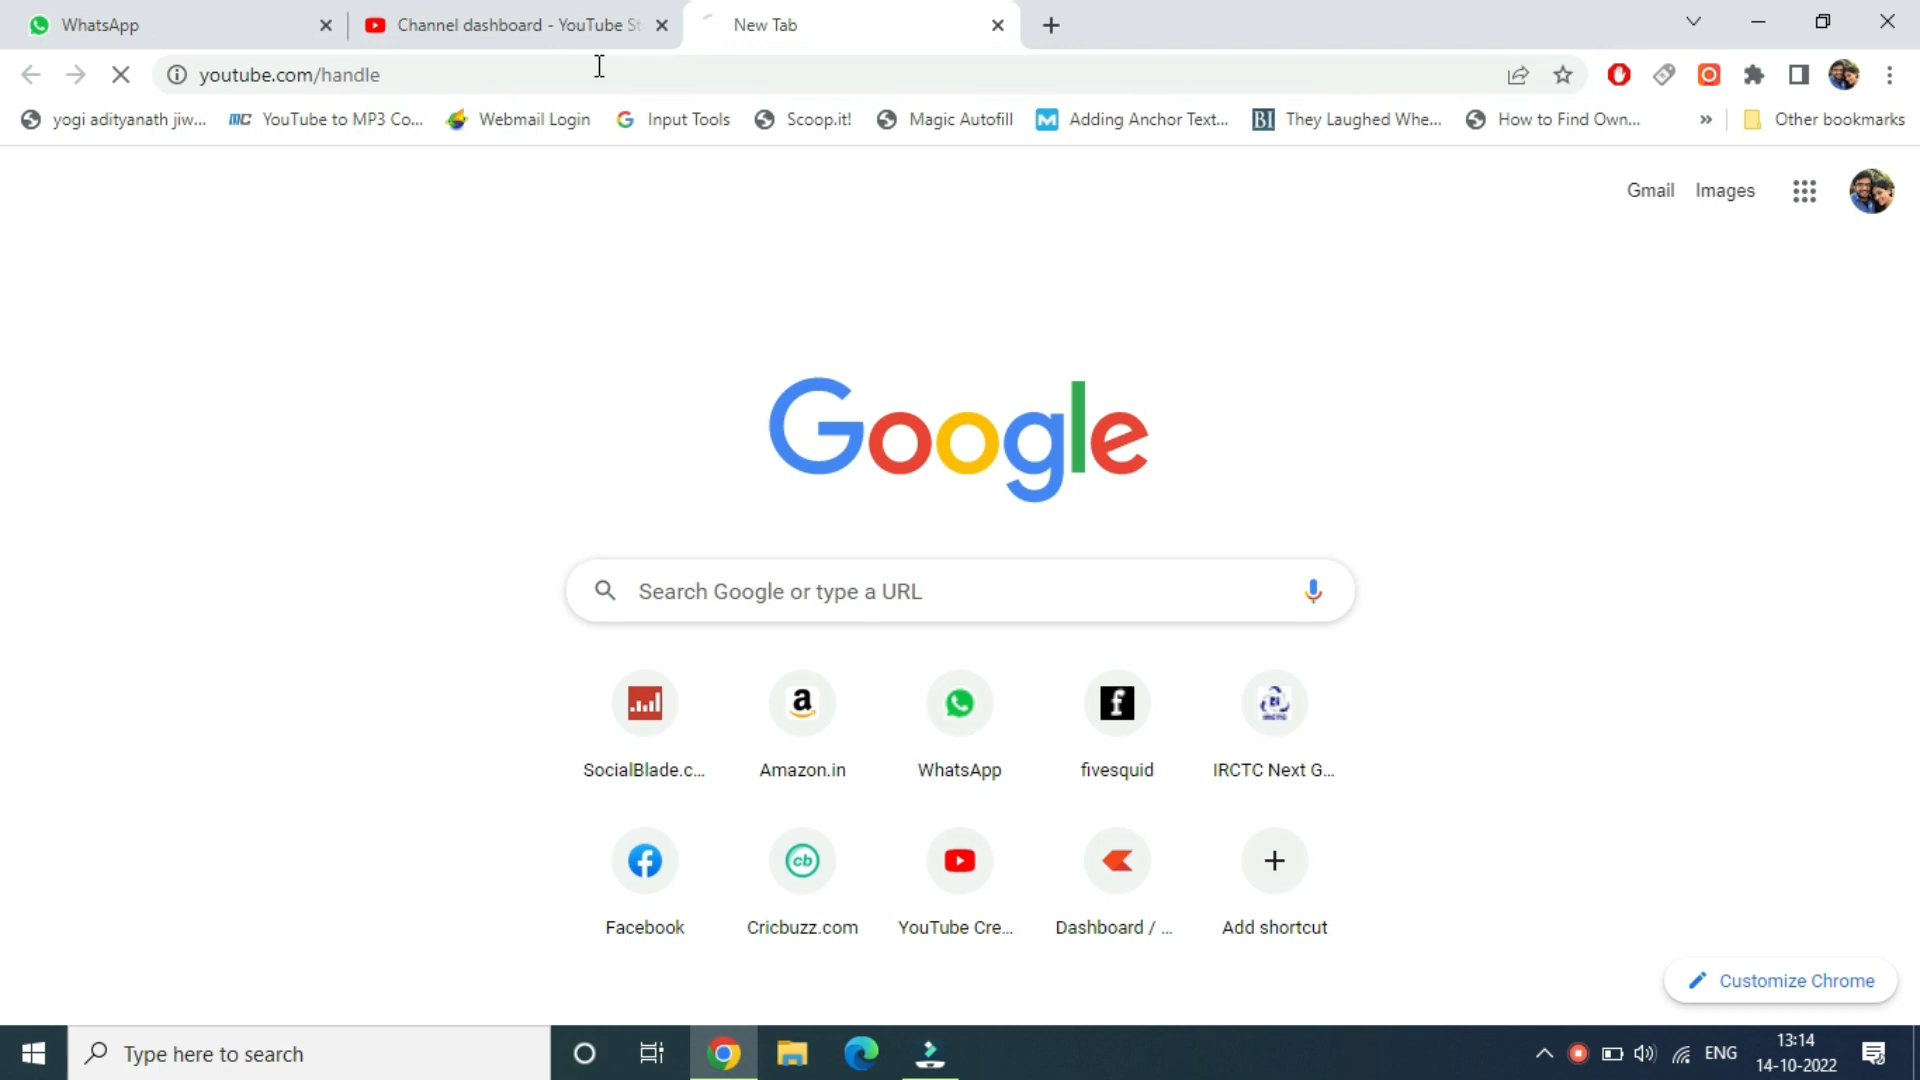 WhatsApp
Channel dashboard - YouTube St
New Tab
youtube.com/handle
yogi adityanath jiw...
YouTube to MP3 Co...
Webmail Login
Input Tools
Scoop.it!
Magic Autofill
Adding Anchor Text...
They Laughed Whe...
How to Find Own...
»
Other bookmarks
Gmail
Images
Google
Search Google or type a URL
SocialBlade.c...
Amazon.in
WhatsApp
fivesquid
IRCTC Next G...
Facebook
Cricbuzz.com
YouTube Cre...
Dashboard / ...
Add shortcut
Customize Chrome
Type here to search
ENG
13:14
14-10-2022